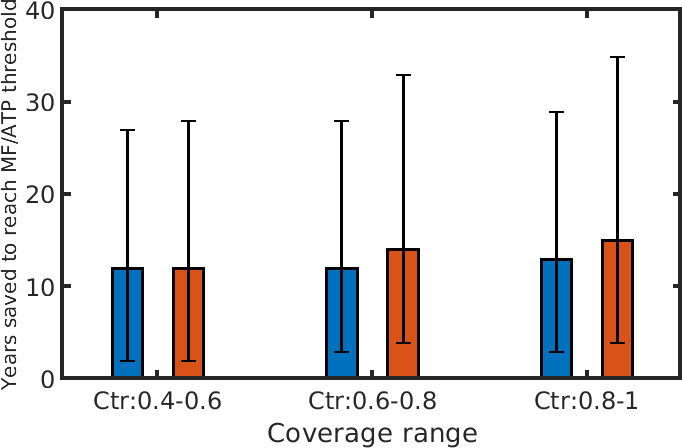 Years saved to reach MF/ATP threshold
40
30
20
10
0
Ctr:0.4-0.6 Ctr:0.6-0.8 Ctr:0.8-1
Coverage range